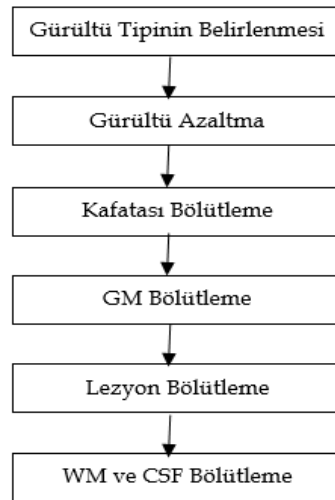 Gürültü Tipinin Belirlenmesi
Gürültü Azaltma
Kafatası Bölütleme
GM Bölütleme
Lezyon Bölütleme
WM ve CSF Bölütleme